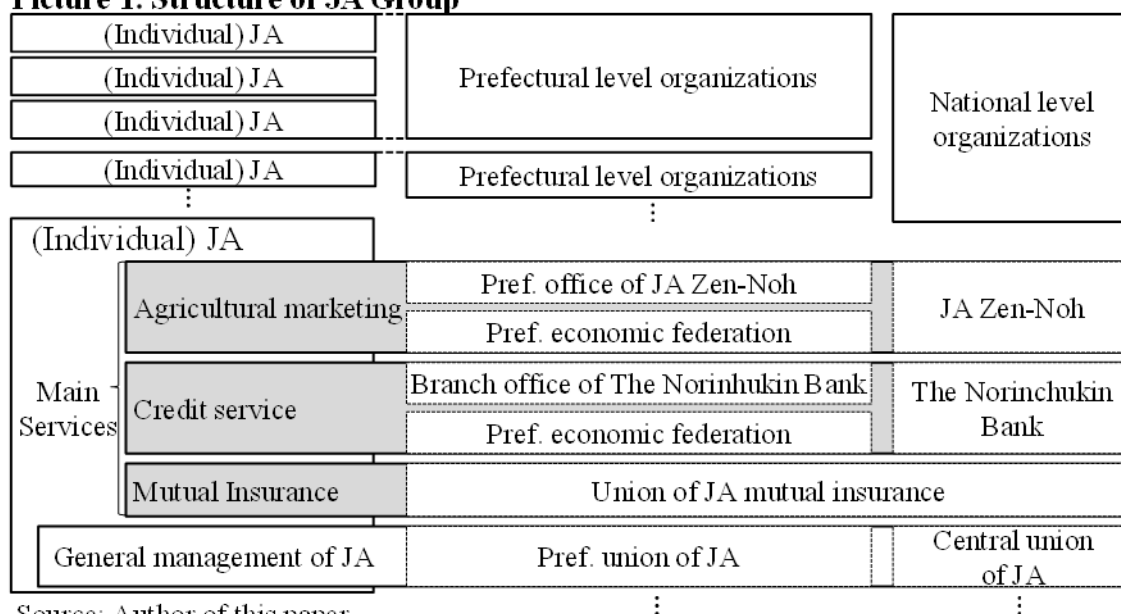 Picture 1. Structure of JA Group
(Individual) JA
(Individual) JA
(Individual) JA
(Individual) JA
⋮
Prefectural level organizations
Prefectural level organizations
⋮
National level
organizations
(Individual) JA
Main
Services
Agricultural marketing
Pref. office of JA Zen-Noh
Pref. economic federation
JA Zen-Noh
Credit service
Branch office of The Norinhukin Bank
Pref. economic federation
The Norinchukin
Bank
Mutual Insurance
Union of JA mutual insurance
General management of JA
Pref. union of JA
Central union
of JA
⋮
⋮
Source: Author of this paper